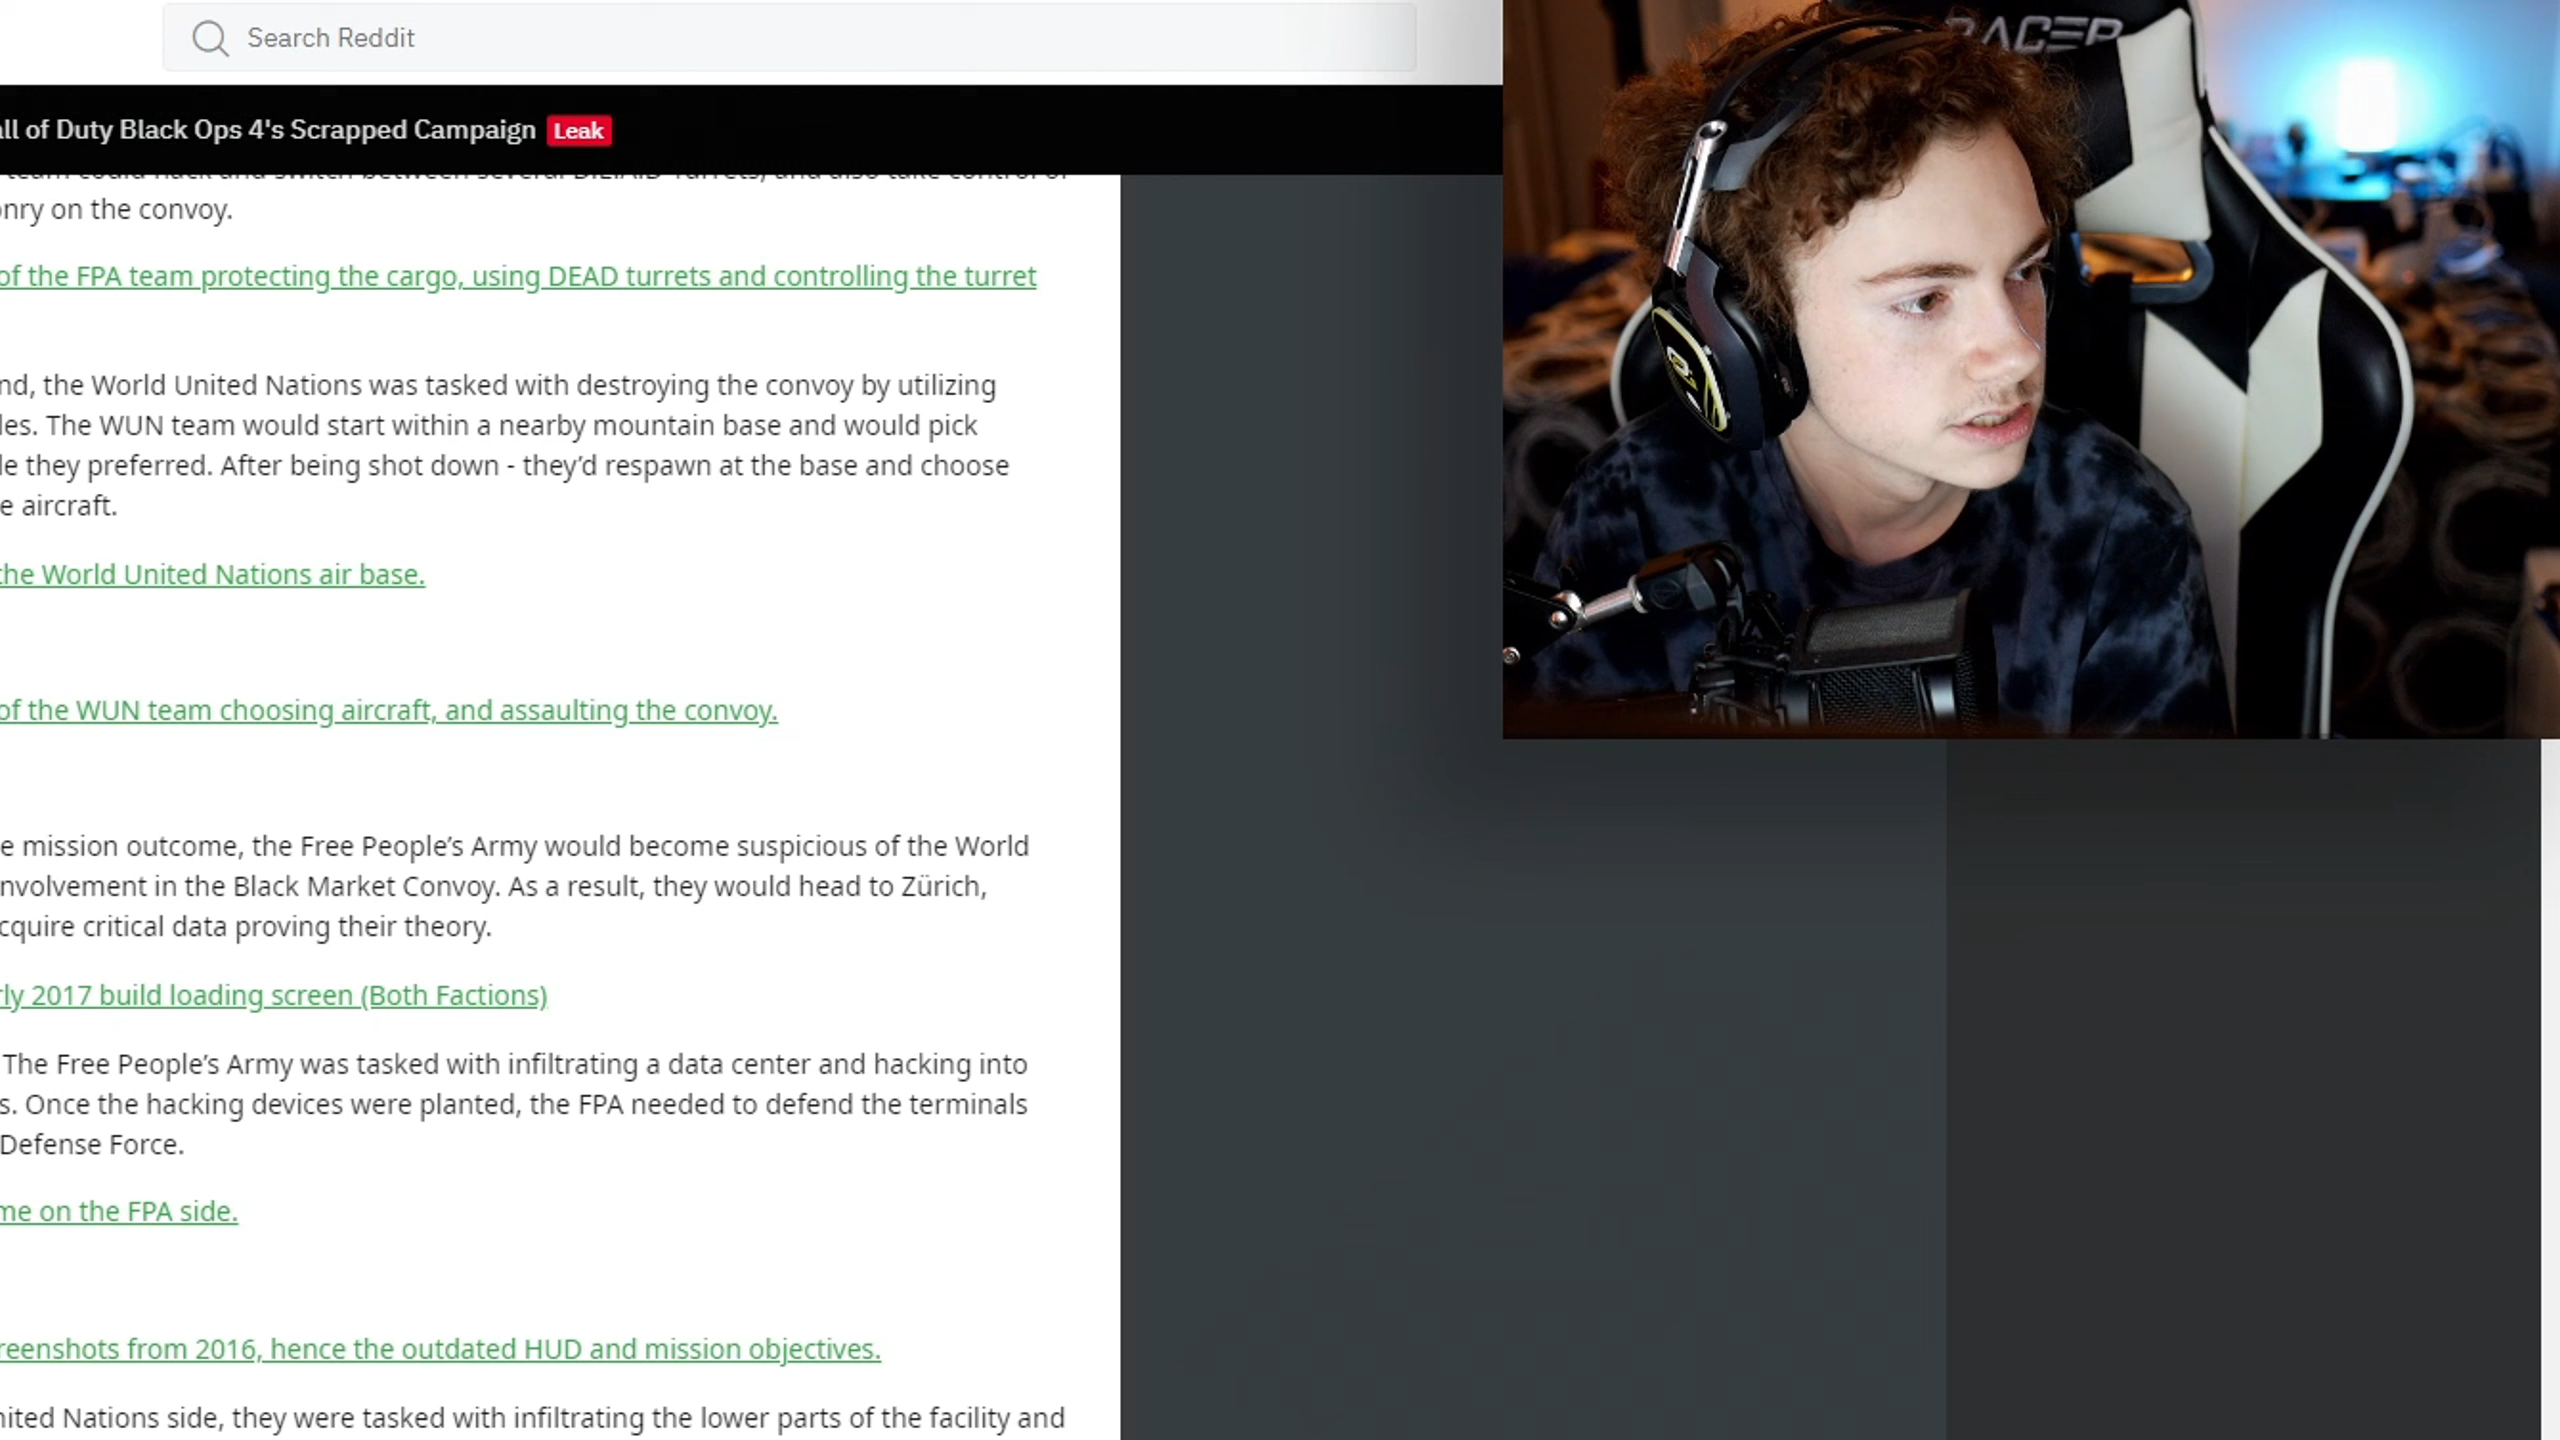 Search Reddit
all of Duty Black Ops 4's Scrapped Campaign Leak
onry on the convoy.
of the FPA team protecting the cargo, using DEAD turrets and controlling the turret
nd, the World United Nations was tasked with destroying the convoy by utilizing
les. The WUN team would start within a nearby mountain base and would pick
le they preferred. After being shot down - they’d respawn at the base and choose
e aircraft.
the World United Nations air base.
of the WUN team choosing aircraft, and assaulting the convoy.
e mission outcome, the Free People’s Army would become suspicious of the World
nvolvement in the Black Market Convoy. As a result, they would head to Zürich,
cquire critical data proving their theory.
rly 2017 build loading screen (Both Factions)
The Free People’s Army was tasked with infiltrating a data center and hacking into
s. Once the hacking devices were planted, the FPA needed to defend the terminals
Defense Force.
me on the FPA side.
reenshots from 2016, hence the outdated HUD and mission objectives.
nited Nations side, they were tasked with infiltrating the lower parts of the facility and
RACER